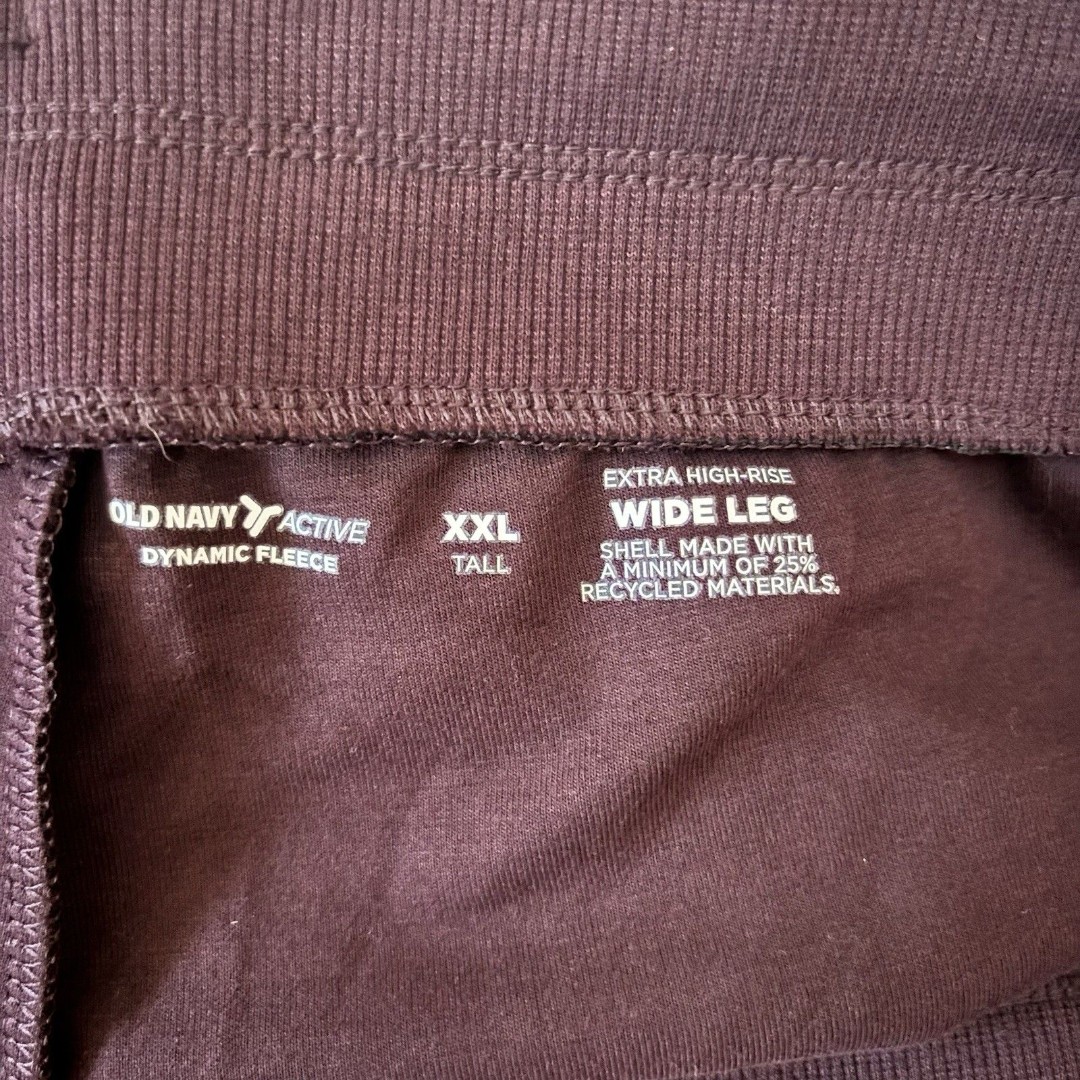 OLD NAVY ACTIVE
DYNAMIC FLEECE
XXL
TALL
EXTRA HIGH-RISE
WIDE LEG
SHELL MADE WITH
A MINIMUM OF 25%
RECYCLED MATERIALS.